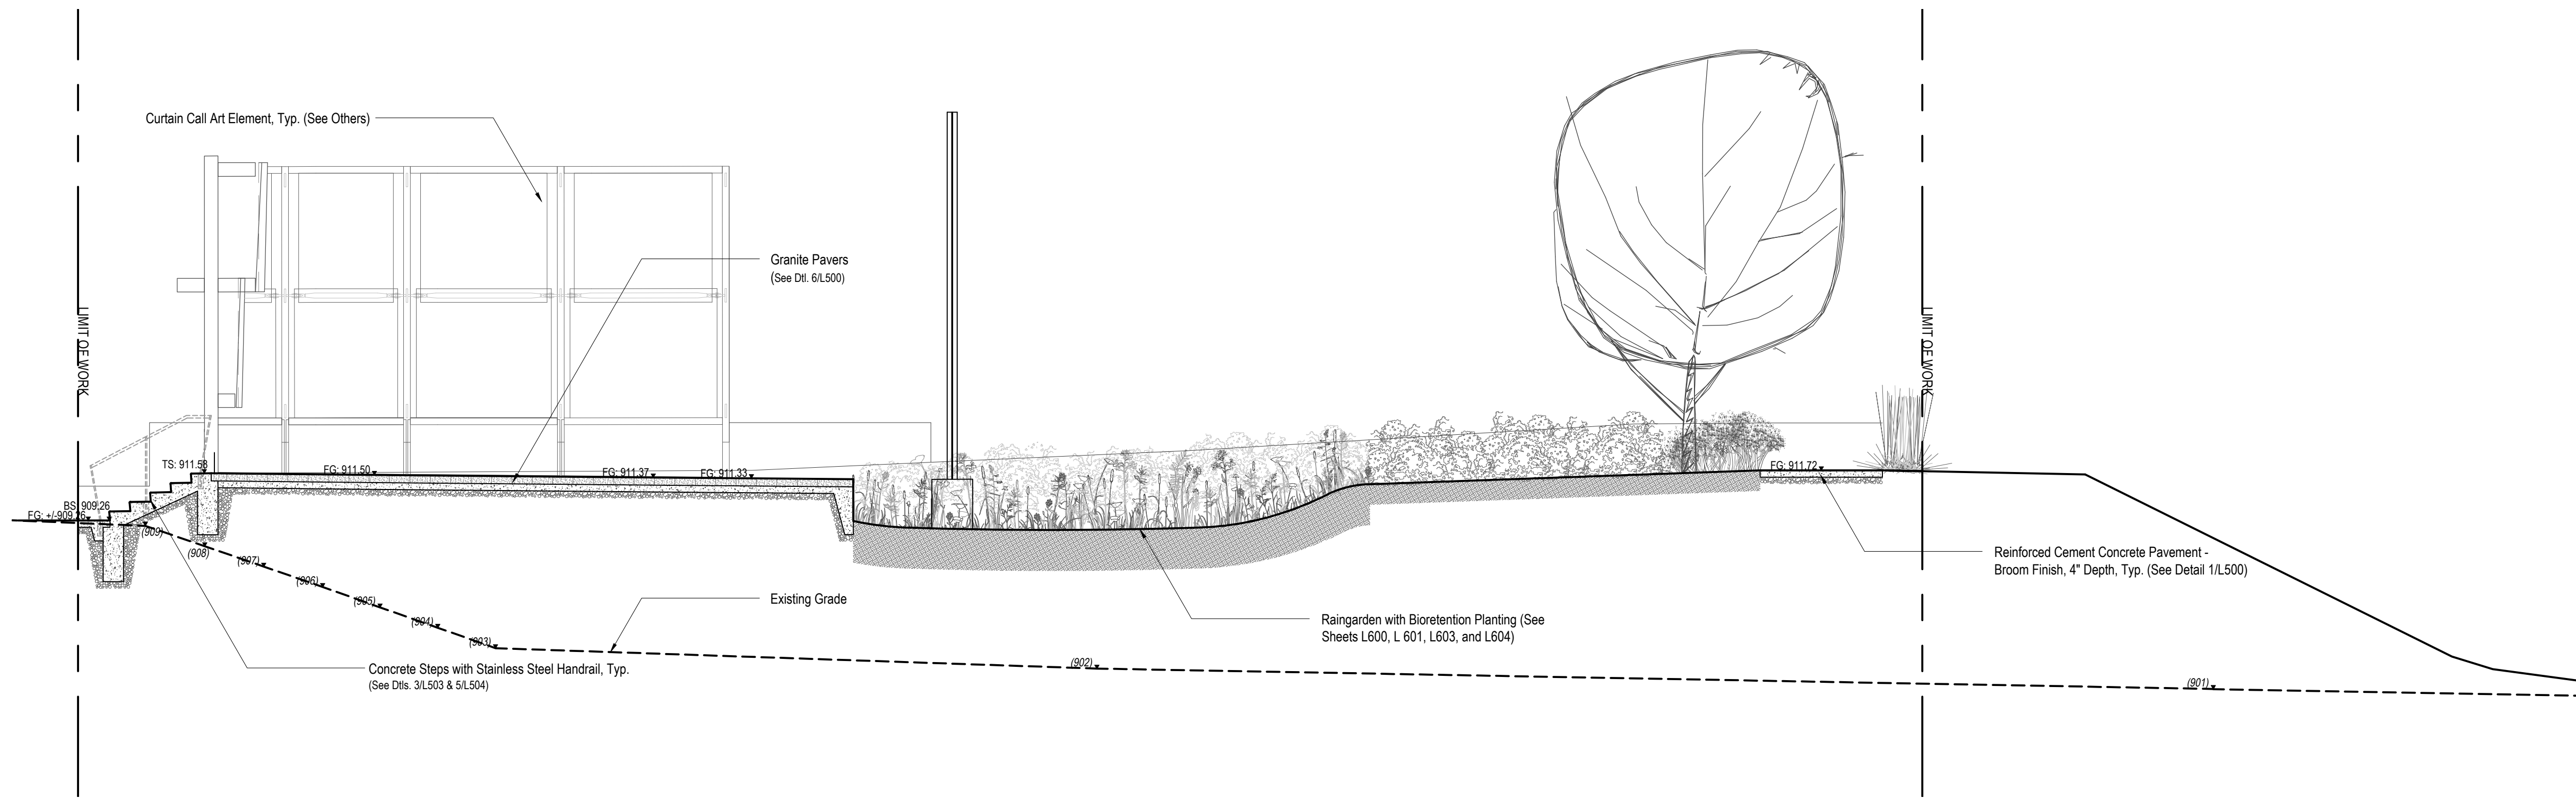 Curtain Call Art Element, Typ. (See Others)
Granite Pavers
(See Dtl. 6/L500)
LIMIT OF WORK
LIMIT OF WORK
TS: 911.58
FG: 911.50
FG: 911.37
FG: 911.33
FG: 911.72
BS: 909.26
FG: +/-909.26
(909)
(908)
(907)
(906)
(905)
(904)
(903)
(902)
(901)
Existing Grade
Reinforced Cement Concrete Pavement -
Broom Finish, 4" Depth, Typ. (See Detail 1/L500)
Raingarden with Bioretention Planting (See
Sheets L600, L 601, L603, and L604)
Concrete Steps with Stainless Steel Handrail, Typ.
(See Dtls. 3/L503 & 5/L504)